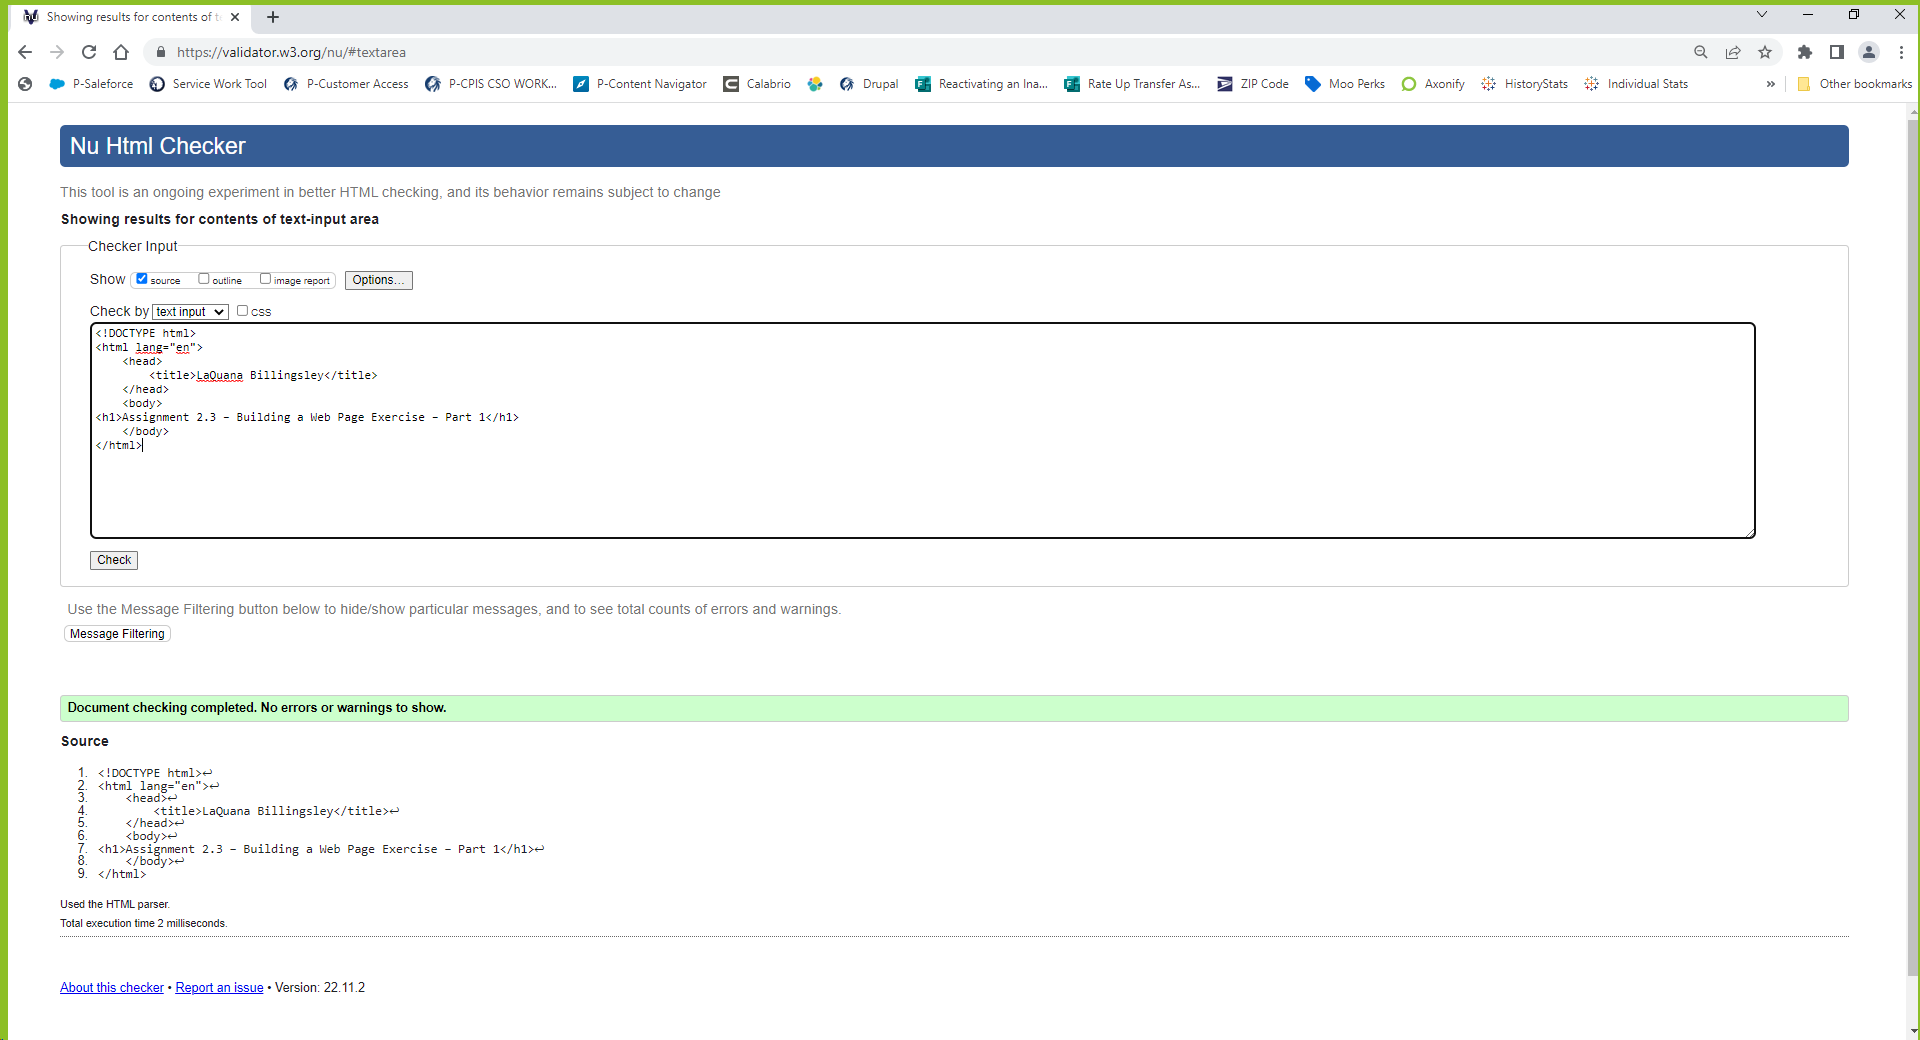 Showing results for contents of t
https://validator.w3.org/nu/#textarea
P-Saleforce Service Work Tool P-Customer Access P-CPIS CSO WORK... P-Content Navigator Calabrio Drupal Reactivating an Ina... Rate Up Transfer As... ZIP Code Moo Perks Axonify HistoryStats Individual Stats » Other bookmarks
Nu Html Checker
This tool is an ongoing experiment in better HTML checking, and its behavior remains subject to change
Showing results for contents of text-input area
Checker Input
Show source outline image report Options...
Check by text input css
<!DOCTYPE html>
<html lang="en">
    <head>
        <title>LaQuana Billingsley</title>
    </head>
    <body>
<h1>Assignment 2.3 – Building a Web Page Exercise – Part 1</h1>
    </body>
</html>
Check
Use the Message Filtering button below to hide/show particular messages, and to see total counts of errors and warnings.
Message Filtering
Document checking completed. No errors or warnings to show.
Source
1. <!DOCTYPE html>↩
2. <html lang="en">↩
3.     <head>↩
4.         <title>LaQuana Billingsley</title>↩
5.     </head>↩
6.     <body>↩
7. <h1>Assignment 2.3 – Building a Web Page Exercise – Part 1</h1>↩
8.     </body>↩
9. </html>
Used the HTML parser.
Total execution time 2 milliseconds.
About this checker • Report an issue • Version: 22.11.2